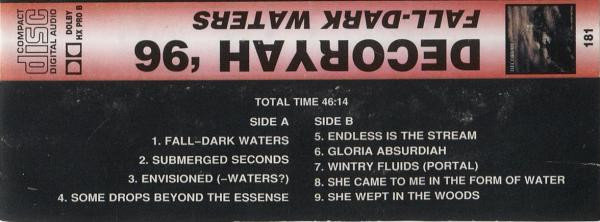 COMPACT
disc
DIGITAL AUDIO
DOLBY
HX PRO B
DECORYAH '96
FALL-DARK WATERS
181
TOTAL TIME 46:14
SIDE A
1. FALL-DARK WATERS
2. SUBMERGED SECONDS
3. ENVISIONED (-WATERS?)
4. SOME DROPS BEYOND THE ESSENSE
SIDE B
5. ENDLESS IS THE STREAM
6. GLORIA ABSURDIAH
7. WINTRY FLUIDS (PORTAL)
8. SHE CAME TO ME IN THE FORM OF WATER
9. SHE WEPT IN THE WOODS